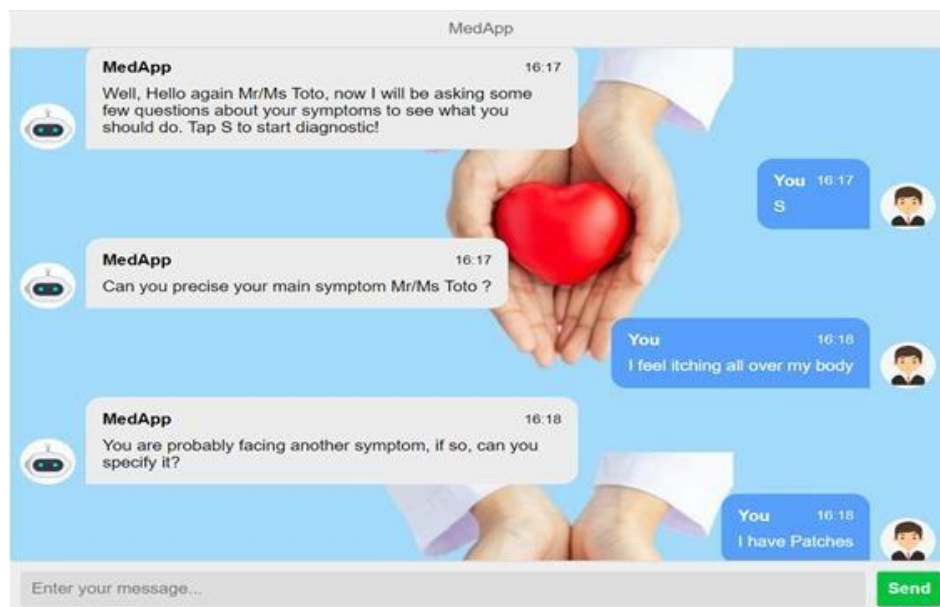 MedApp
MedApp 16:17
Well, Hello again Mr/Ms Toto, now I will be asking some
few questions about your symptoms to see what you
should do. Tap S to start diagnostic!
You 16:17
S
MedApp 16:17
Can you precise your main symptom Mr/Ms Toto ?
You 16:18
I feel itching all over my body
MedApp 16:18
You are probably facing another symptom, if so, can you
specify it?
You 16:18
I have Patches
Enter your message...
Send